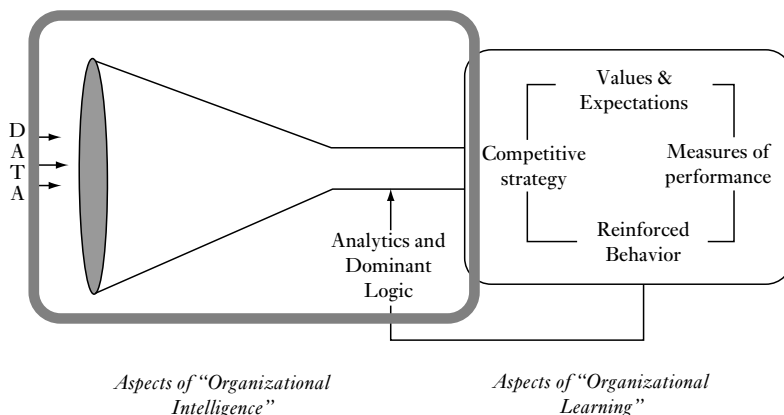 D
A
T
A
Values &
Expectations
Competitive
strategy
Measures of
performance
Reinforced
Behavior
Analytics and
Dominant
Logic
Aspects of “Organizational
Intelligence”
Aspects of “Organizational
Learning”